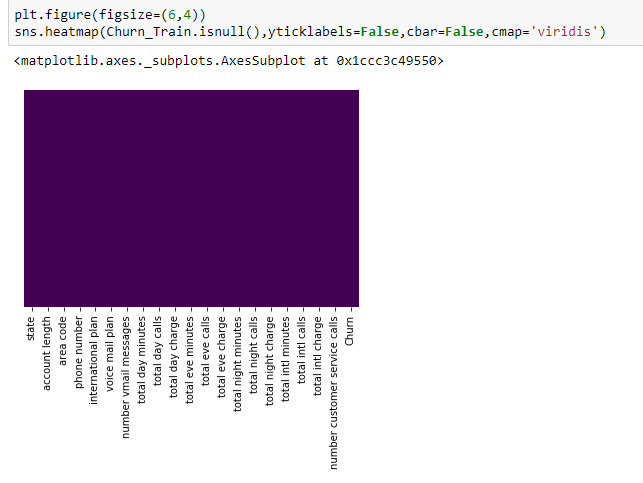 plt.figure(figsize=(6,4))
sns.heatmap(Churn_Train.isnull(),yticklabels=False,cbar=False,cmap='viridis')
<matplotlib.axes._subplots.AxesSubplot at 0x1ccc3c49550>
state
account length
area code
phone number
international plan
voice mail plan
number vmail messages
total day minutes
total day calls
total day charge
total eve minutes
total eve calls
total eve charge
total night minutes
total night calls
total night charge
total intl minutes
total intl calls
total intl charge
number customer service calls
Churn